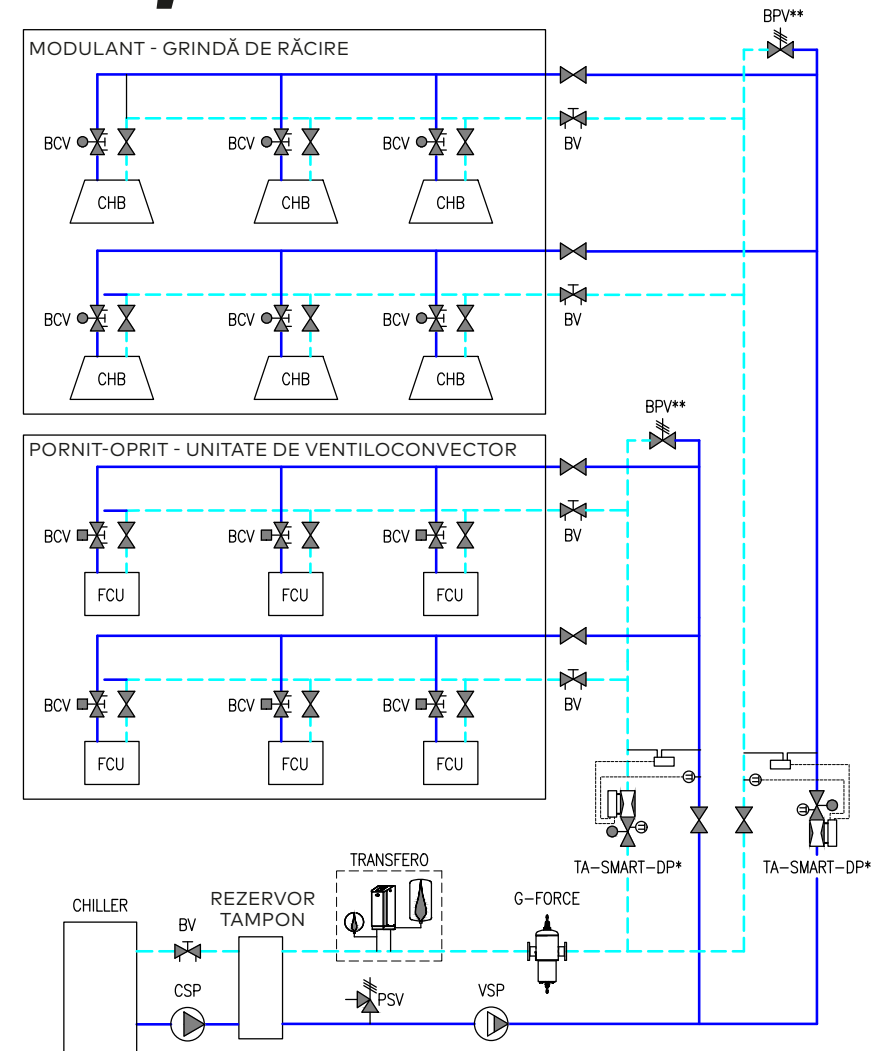 BPV**
MODULANT - GRINDĂ DE RĂCIRE
BCV
BCV
BCV
BV
CHB
CHB
CHB
BCV
BCV
BCV
BV
CHB
CHB
CHB
BPV**
PORNIT-OPRIT - UNITATE DE VENTILOCONVECTOR
BCV
BCV
BCV
BV
FCU
FCU
FCU
BCV
BCV
BCV
BV
FCU
FCU
FCU
TA-SMART-DP*
TA-SMART-DP*
TRANSFERO
CHILLER
REZERVOR
TAMPON
G-FORCE
BV
CSP
PSV
VSP